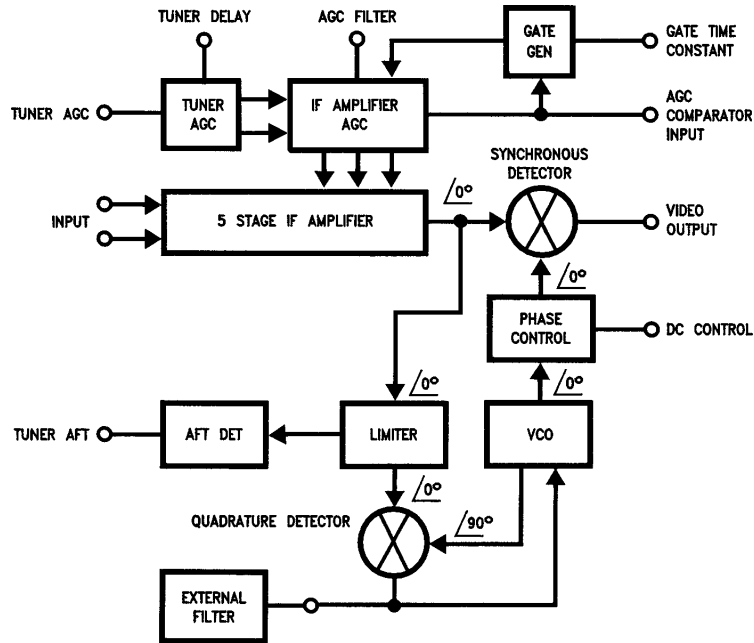 TUNER DELAY
AGC FILTER
GATE
GEN
GATE TIME
CONSTANT
TUNER AGC
TUNER
AGC
IF AMPLIFIER
AGC
AGC
COMPARATOR
INPUT
SYNCHRONOUS
DETECTOR
INPUT
5 STAGE IF AMPLIFIER
∠0°
VIDEO
OUTPUT
∠0°
PHASE
CONTROL
DC CONTROL
∠0°
∠0°
TUNER AFT
AFT DET
LIMITER
VCO
∠0°
QUADRATURE DETECTOR
∠90°
EXTERNAL
FILTER